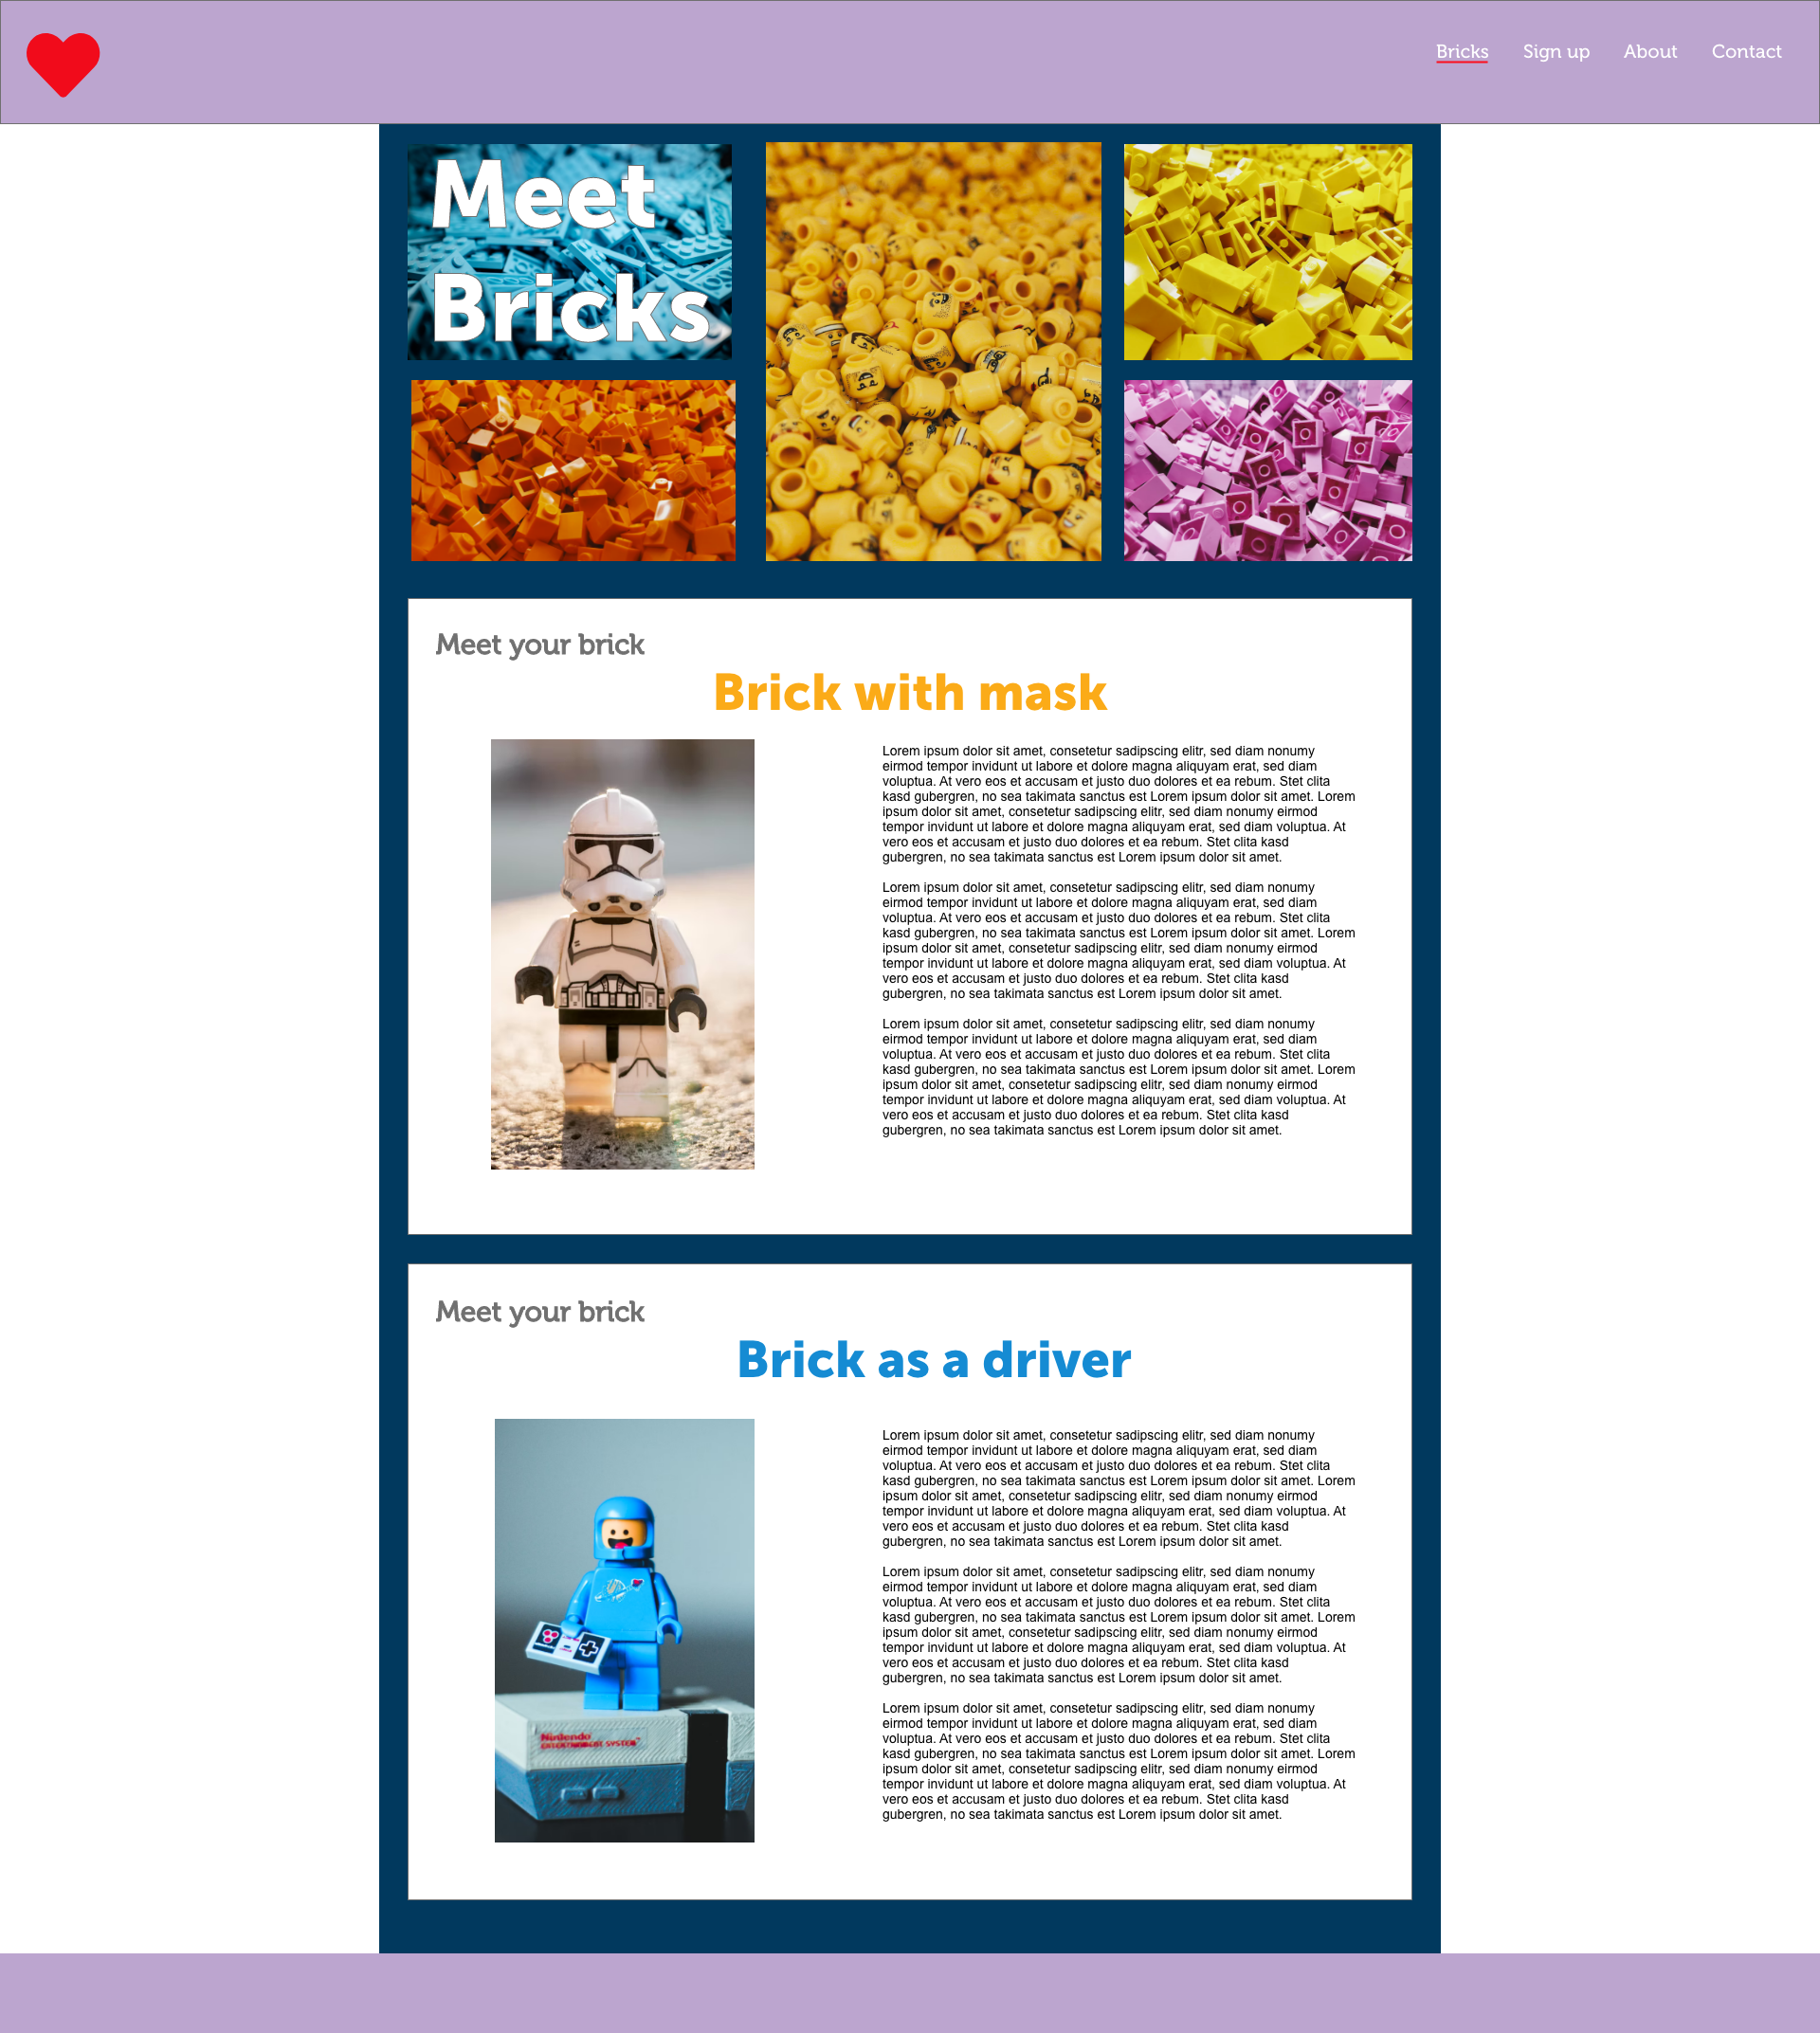 Bricks Sign up About Contact
Meet
Bricks
Meet your brick
Brick with mask
Lorem ipsum dolor sit amet, consetetur sadipscing elitr, sed diam nonumy
eirmod tempor invidunt ut labore et dolore magna aliquyam erat, sed diam
voluptua. At vero eos et accusam et justo duo dolores et ea rebum. Stet clita
kasd gubergren, no sea takimata sanctus est Lorem ipsum dolor sit amet. Lorem
ipsum dolor sit amet, consetetur sadipscing elitr, sed diam nonumy eirmod
tempor invidunt ut labore et dolore magna aliquyam erat, sed diam voluptua. At
vero eos et accusam et justo duo dolores et ea rebum. Stet clita kasd
gubergren, no sea takimata sanctus est Lorem ipsum dolor sit amet.
Lorem ipsum dolor sit amet, consetetur sadipscing elitr, sed diam nonumy
eirmod tempor invidunt ut labore et dolore magna aliquyam erat, sed diam
voluptua. At vero eos et accusam et justo duo dolores et ea rebum. Stet clita
kasd gubergren, no sea takimata sanctus est Lorem ipsum dolor sit amet. Lorem
ipsum dolor sit amet, consetetur sadipscing elitr, sed diam nonumy eirmod
tempor invidunt ut labore et dolore magna aliquyam erat, sed diam voluptua. At
vero eos et accusam et justo duo dolores et ea rebum. Stet clita kasd
gubergren, no sea takimata sanctus est Lorem ipsum dolor sit amet.
Lorem ipsum dolor sit amet, consetetur sadipscing elitr, sed diam nonumy
eirmod tempor invidunt ut labore et dolore magna aliquyam erat, sed diam
voluptua. At vero eos et accusam et justo duo dolores et ea rebum. Stet clita
kasd gubergren, no sea takimata sanctus est Lorem ipsum dolor sit amet. Lorem
ipsum dolor sit amet, consetetur sadipscing elitr, sed diam nonumy eirmod
tempor invidunt ut labore et dolore magna aliquyam erat, sed diam voluptua. At
vero eos et accusam et justo duo dolores et ea rebum. Stet clita kasd
gubergren, no sea takimata sanctus est Lorem ipsum dolor sit amet.
Meet your brick
Brick as a driver
Nintendo
ENTERTAINMENT SYSTEM™
Lorem ipsum dolor sit amet, consetetur sadipscing elitr, sed diam nonumy
eirmod tempor invidunt ut labore et dolore magna aliquyam erat, sed diam
voluptua. At vero eos et accusam et justo duo dolores et ea rebum. Stet clita
kasd gubergren, no sea takimata sanctus est Lorem ipsum dolor sit amet. Lorem
ipsum dolor sit amet, consetetur sadipscing elitr, sed diam nonumy eirmod
tempor invidunt ut labore et dolore magna aliquyam erat, sed diam voluptua. At
vero eos et accusam et justo duo dolores et ea rebum. Stet clita kasd
gubergren, no sea takimata sanctus est Lorem ipsum dolor sit amet.
Lorem ipsum dolor sit amet, consetetur sadipscing elitr, sed diam nonumy
eirmod tempor invidunt ut labore et dolore magna aliquyam erat, sed diam
voluptua. At vero eos et accusam et justo duo dolores et ea rebum. Stet clita
kasd gubergren, no sea takimata sanctus est Lorem ipsum dolor sit amet. Lorem
ipsum dolor sit amet, consetetur sadipscing elitr, sed diam nonumy eirmod
tempor invidunt ut labore et dolore magna aliquyam erat, sed diam voluptua. At
vero eos et accusam et justo duo dolores et ea rebum. Stet clita kasd
gubergren, no sea takimata sanctus est Lorem ipsum dolor sit amet.
Lorem ipsum dolor sit amet, consetetur sadipscing elitr, sed diam nonumy
eirmod tempor invidunt ut labore et dolore magna aliquyam erat, sed diam
voluptua. At vero eos et accusam et justo duo dolores et ea rebum. Stet clita
kasd gubergren, no sea takimata sanctus est Lorem ipsum dolor sit amet. Lorem
ipsum dolor sit amet, consetetur sadipscing elitr, sed diam nonumy eirmod
tempor invidunt ut labore et dolore magna aliquyam erat, sed diam voluptua. At
vero eos et accusam et justo duo dolores et ea rebum. Stet clita kasd
gubergren, no sea takimata sanctus est Lorem ipsum dolor sit amet.